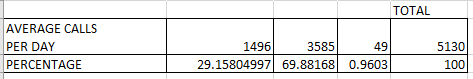 TOTAL
AVERAGE CALLS
PER DAY 1496 3585 49 5130
PERCENTAGE 29.15804997 69.88168 0.9603 100